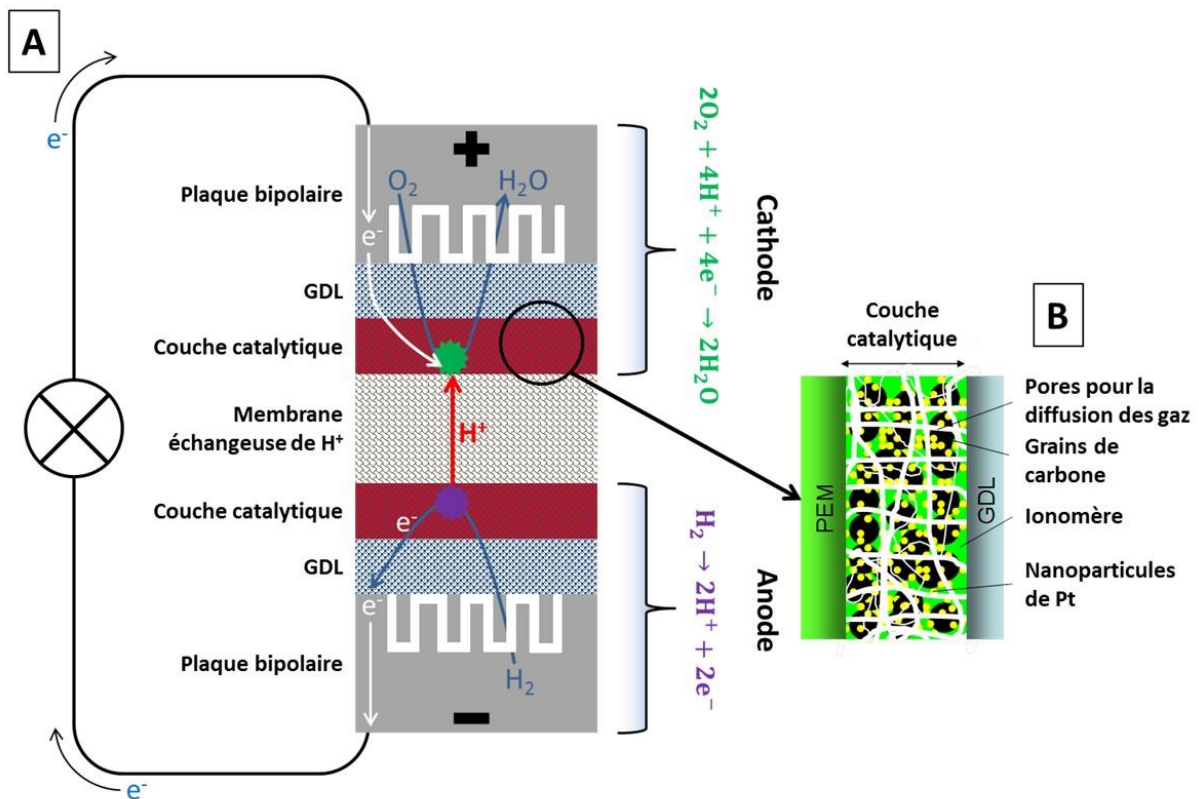 A
e-
Plaque bipolaire
GDL
Couche catalytique
Membrane
échangeuse de H⁺
Couche catalytique
GDL
Plaque bipolaire
e-
+
O₂
H₂O
e-
H⁺
e-
e-
H₂
−
2O₂ + 4H⁺ + 4e⁻ → 2H₂O
Cathode
H₂ → 2H⁺ + 2e⁻
Anode
B
Couche
catalytique
PEM
GDL
Pores pour la
diffusion des gaz
Grains de
carbone
Ionomère
Nanoparticules
de Pt